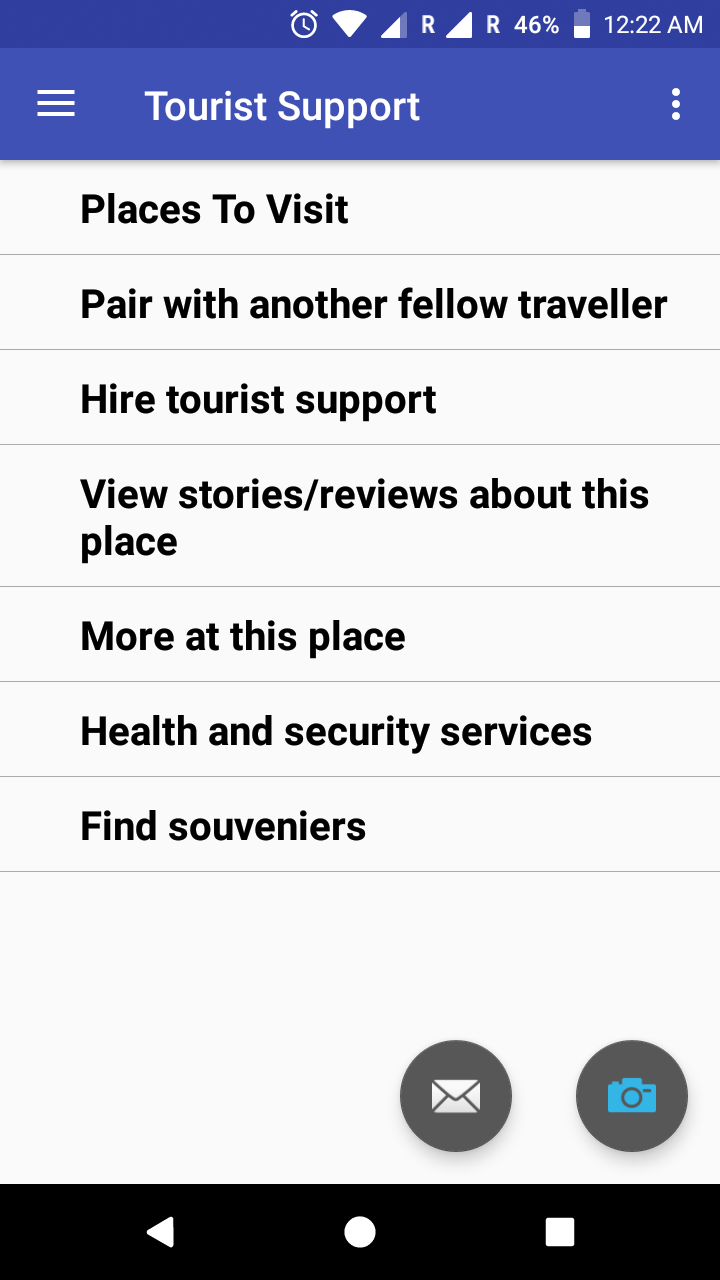 R R 46% 12:22 AM
Tourist Support
Places To Visit
Pair with another fellow traveller
Hire tourist support
View stories/reviews about this
place
More at this place
Health and security services
Find souveniers